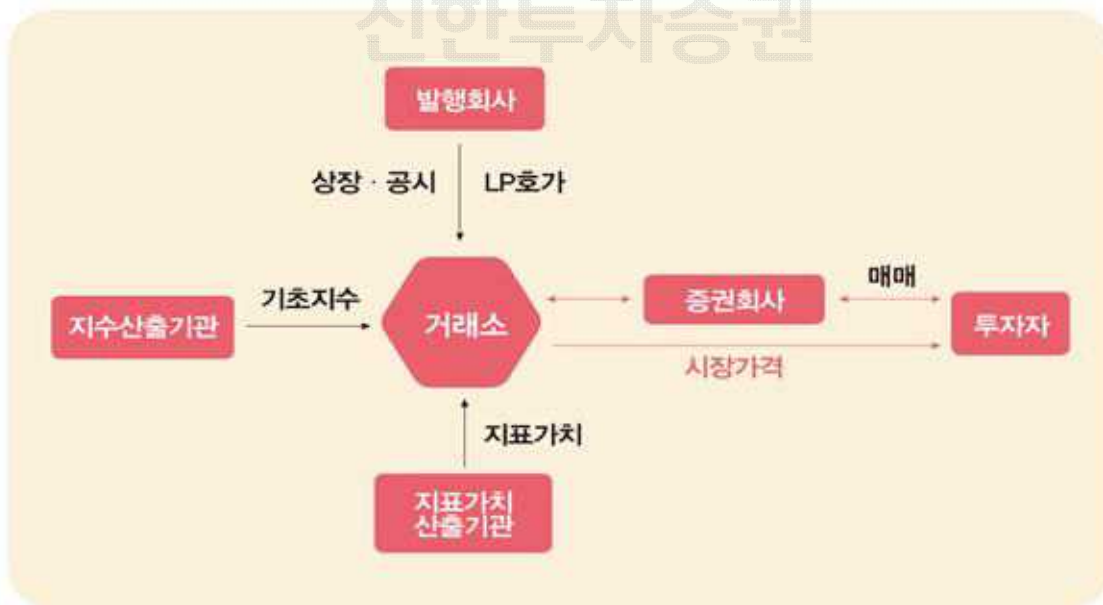 신한투자증권
발행회사
상장 · 공시
LP호가
지수산출기관
기초지수
거래소
증권회사
매매
투자자
시장가격
지표가치
지표가치
산출기관